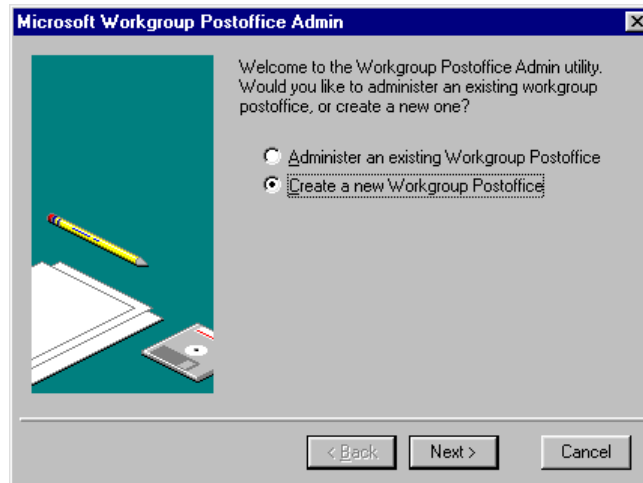 Microsoft Workgroup Postoffice Admin
Welcome to the Workgroup Postoffice Admin utility.
Would you like to administer an existing workgroup
postoffice, or create a new one?
Administer an existing Workgroup Postoffice
Create a new Workgroup Postoffice
< Back
Next >
Cancel